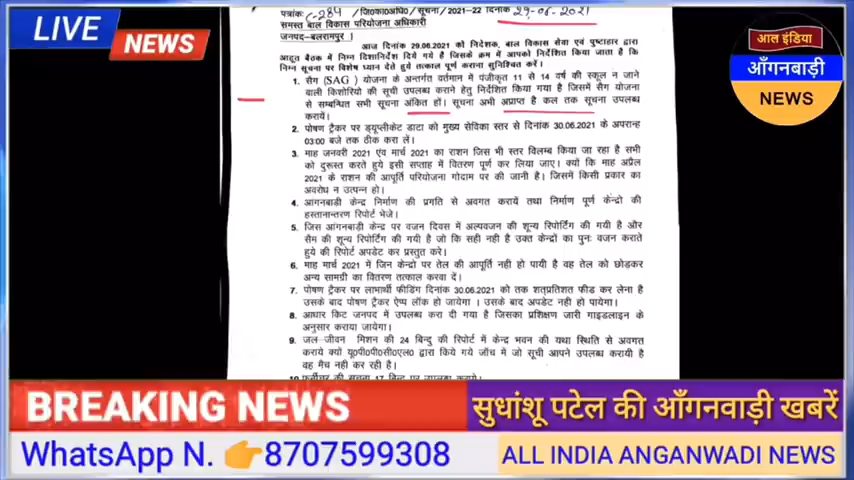 LIVE
NEWS
पत्रांकः C-284 / जि०का०अधि० / सूचना / 2021-22 दिनांक 29-06-2021
समस्त बाल विकास परियोजना अधिकारी
जनपद–बलरामपुर।
आज दिनांक 29.06.2021 को निदेशक, बाल विकास सेवा एवं पुष्टाहार द्वारा
आहूत बैठक में निम्न दिशानिर्देश दिये गये है जिसके क्रम में आपको निर्देशित किया जाता है कि
निम्न सूचना पर विशेष ध्यान देते हुये तत्काल पूर्ण कराना सुनिश्चित करें।
1. सैग (SAG) योजना के अन्तर्गत वर्तमान में पंजीकृत 11 से 14 वर्ष की स्कूल न जाने
वाली किशोरियो की सूची उपलब्ध कराने हेतु निर्देशित किया गया है जिसमें सैग योजना
से सम्बन्धित सभी सूचना अंकित हों। सूचना अभी अप्राप्त है कल तक सूचना उपलब्ध
करायें।
2. पोषण ट्रैकर पर ड्यूप्लीकेट डाटा को मुख्य सेविका स्तर से दिनांक 30.06.2021 के अपरान्ह
03:00 बजे तक ठीक करा लें।
3. माह जनवरी 2021 एंव मार्च 2021 का राशन जिस भी स्तर विलम्ब किया जा रहा है सभी
को दुरूस्त करते हुये इसी सप्ताह में वितरण पूर्ण कर लिया जाए। क्यों कि माह अप्रैल
2021 के राशन की आपूर्ति परियोजना गोदाम पर की जानी है। जिसमें किसी प्रकार का
अवरोध न उत्पन्न हो।
4. आंगनबाड़ी केन्द्र निर्माण की प्रगति से अवगत करायें तथा निर्माण पूर्ण केन्द्रो की
हस्तानान्तरण रिपोर्ट भेजे।
5. जिस आंगनबाड़ी केन्द्र पर वजन दिवस में अल्पवजन की शून्य रिपोर्टिंग की गयी है और
सैम की शून्य रिपोर्टिंग की गयी है जो कि सही नही है उक्त केन्द्रों का पुनः वजन कराते
हुये की रिपोर्ट अपडेट कर प्रस्तुत करे।
6. माह मार्च 2021 में जिन केन्द्रो पर तेल की आपूर्ति नही हो पायी है वह तेल को छोड़कर
अन्य सामग्री का वितरण तत्काल करवा दें।
7. पोषण ट्रैकर पर लाभार्थी फीडिंग दिनांक 30.06.2021 को तक शत्प्रतिशत फीड कर लेना है
उसके बाद पोषण ट्रैकर ऐप्प लॉक हो जायेगा। उसके बाद अपडेट नही हो पायेगा।
8. आधार किट जनपद में उपलब्ध करा दी गया है जिसका प्रशिक्षण जारी गाइडलाइन के
अनुसार कराया जायेगा।
9. जल–जीवन मिशन की 24 बिन्दु की रिपोर्ट में केन्द्र भवन की यथा स्थिति से अवगत
कराये क्यों यू०पी०पी०सी०एल० द्वारा किये गये जाँच में जो सूची आपने उपलब्ध करायी है
वह मैच नही कर रही है।
आल इंडिया
आँगनबाड़ी
NEWS
BREAKING NEWS
सुधांशू पटेल की आँगनवाड़ी खबरें
WhatsApp N. 👉8707599308
ALL INDIA ANGANWADI NEWS